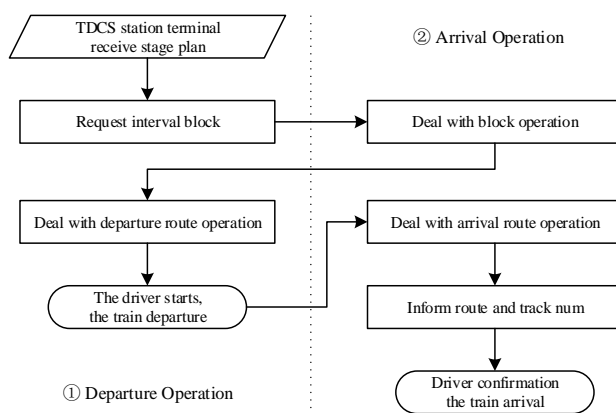 TDCS station terminal
receive stage plan
② Arrival Operation
Request interval block
Deal with block operation
Deal with departure route operation
Deal with arrival route operation
The driver starts,
the train departure
Inform route and track num
① Departure Operation
Driver confirmation
the train arrival